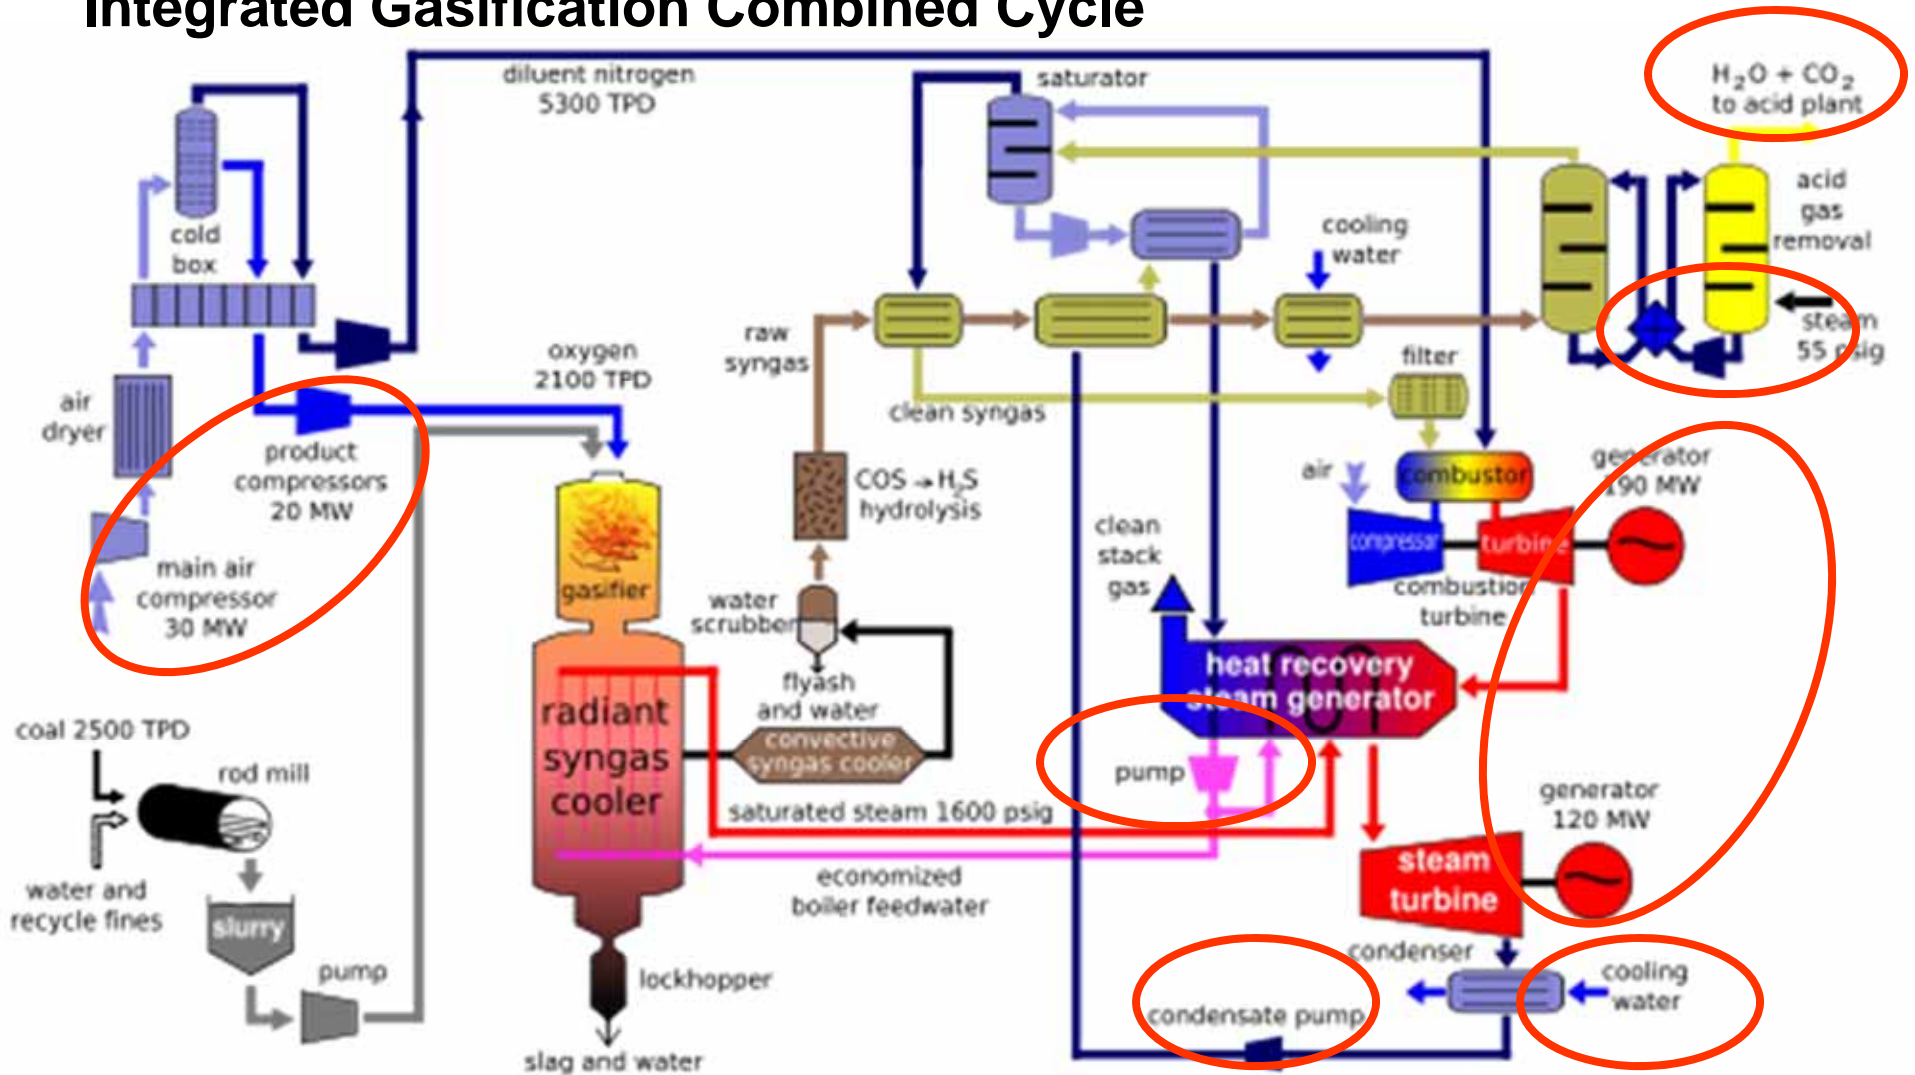 Integrated Gasification Combined Cycle
diluent nitrogen
5300 TPD
saturator
H₂O + CO₂
to acid plant
acid
gas
removal
cold
box
cooling
water
steam
55 psig
raw
syngas
filter
oxygen
2100 TPD
air
dryer
clean syngas
product
compressors
20 MW
COS → H₂S
hydrolysis
air
combustor
generator
190 MW
compressor
turbine
combustion
turbine
clean
stack
gas
main air
compressor
30 MW
gasifier
water
scrubber
flyash
and water
heat recovery
steam generator
coal 2500 TPD
rod mill
radiant
syngas
cooler
convective
syngas cooler
pump
saturated steam 1600 psig
generator
120 MW
economized
boiler feedwater
steam
turbine
water and
recycle fines
slurry
pump
lockhopper
condenser
cooling
water
condensate pump
slag and water